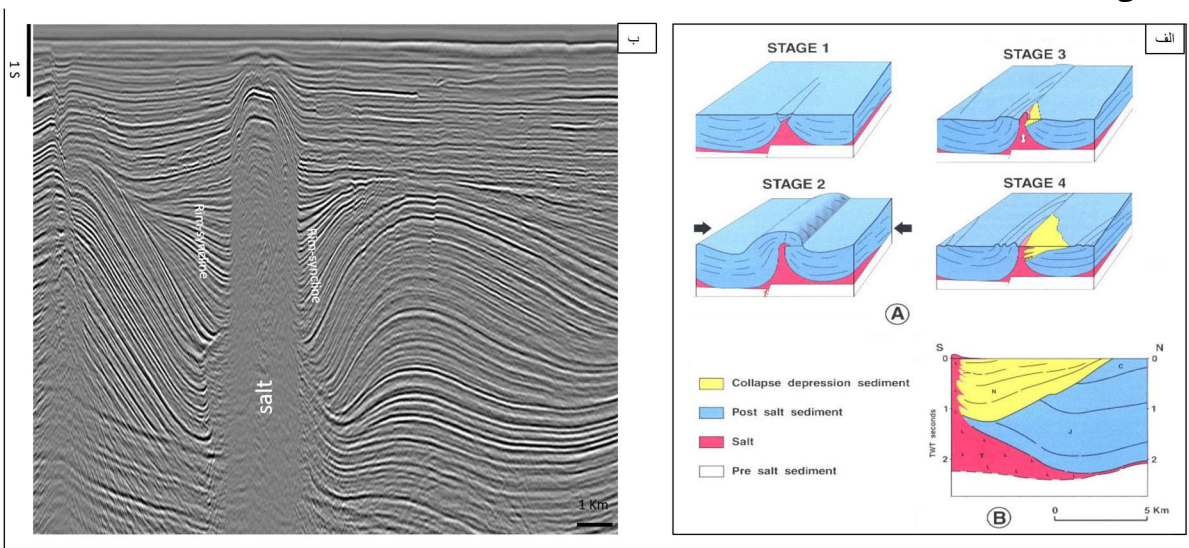 ب
1 S
Rim-syncline
Rim-syncline
salt
1 Km
الف
STAGE 1
STAGE 3
STAGE 2
STAGE 4
A
Collapse depression sediment
Post salt sediment
Salt
Pre salt sediment
S
N
0
0
C
N
1
1
J
TWT seconds
2
2
L
T
L
B
0
5 Km